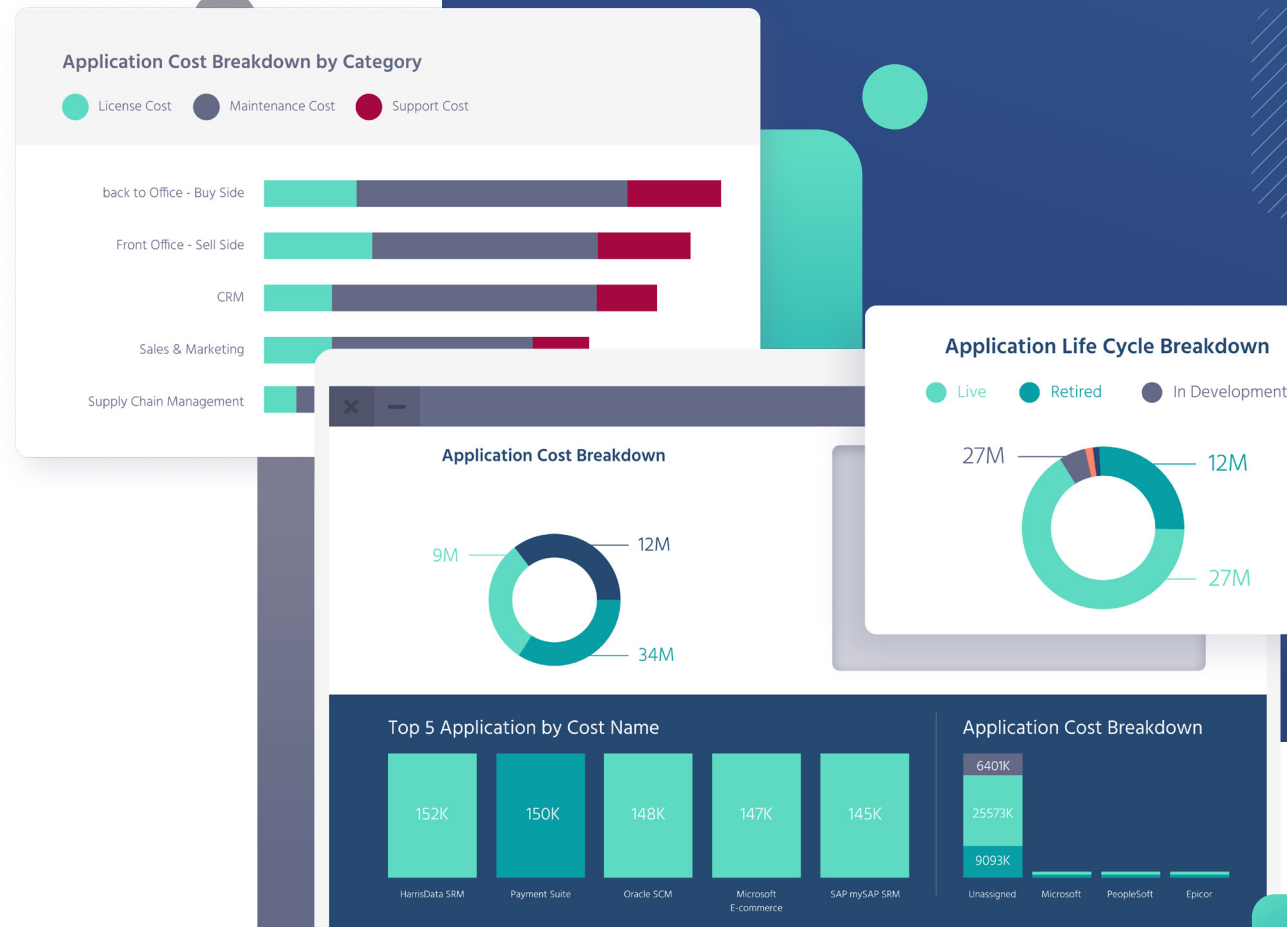 Application Cost Breakdown by Category
License Cost Maintenance Cost Support Cost
back to Office - Buy Side
Front Office - Sell Side
CRM
Sales & Marketing
Supply Chain Management
Application Life Cycle Breakdown
Live Retired In Development
27M 12M
27M
Application Cost Breakdown
9M 12M
34M
Top 5 Application by Cost Name
152K 150K 148K 147K 145K
HarrisData SRM Payment Suite Oracle SCM Microsoft E-commerce SAP mySAP SRM
Application Cost Breakdown
6401K
25573K
9093K
Unassigned Microsoft PeopleSoft Epicor